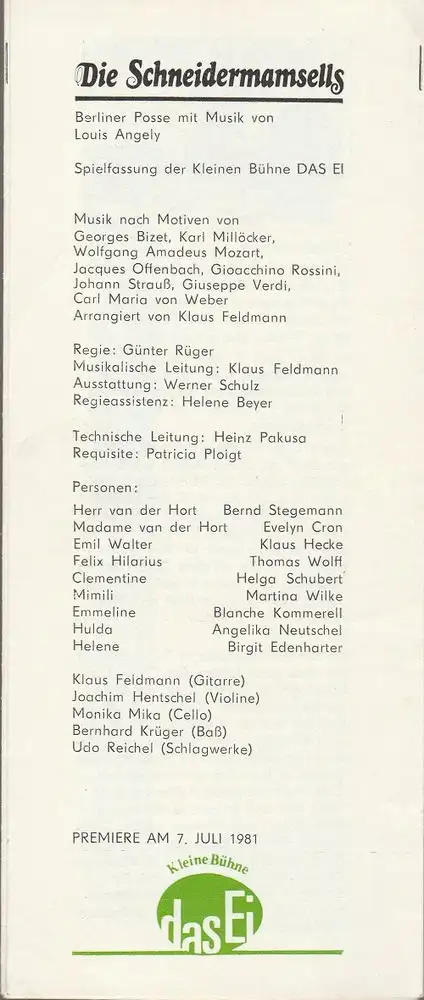 Die Schneidermamsells
Berliner Posse mit Musik von
Louis Angely
Spielfassung der Kleinen Bühne DAS EI
Musik nach Motiven von
Georges Bizet, Karl Millöcker,
Wolfgang Amadeus Mozart,
Jacques Offenbach, Gioacchino Rossini,
Johann Strauß, Giuseppe Verdi,
Carl Maria von Weber
Arrangiert von Klaus Feldmann
Regie: Günter Rüger
Musikalische Leitung: Klaus Feldmann
Ausstattung: Werner Schulz
Regieassistenz: Helene Beyer
Technische Leitung: Heinz Pakusa
Requisite: Patricia Ploigt
Personen:
Herr van der Hort Bernd Stegemann
Madame van der Hort Evelyn Cron
Emil Walter Klaus Hecke
Felix Hilarius Thomas Wolff
Clementine Helga Schubert
Mimili Martina Wilke
Emmeline Blanche Kommerell
Hulda Angelika Neutschel
Helene Birgit Edenharter
Klaus Feldmann (Gitarre)
Joachim Hentschel (Violine)
Monika Mika (Cello)
Bernhard Krüger (Baß)
Udo Reichel (Schlagwerke)
PREMIERE AM 7. JULI 1981
Kleine Bühne
das Ei